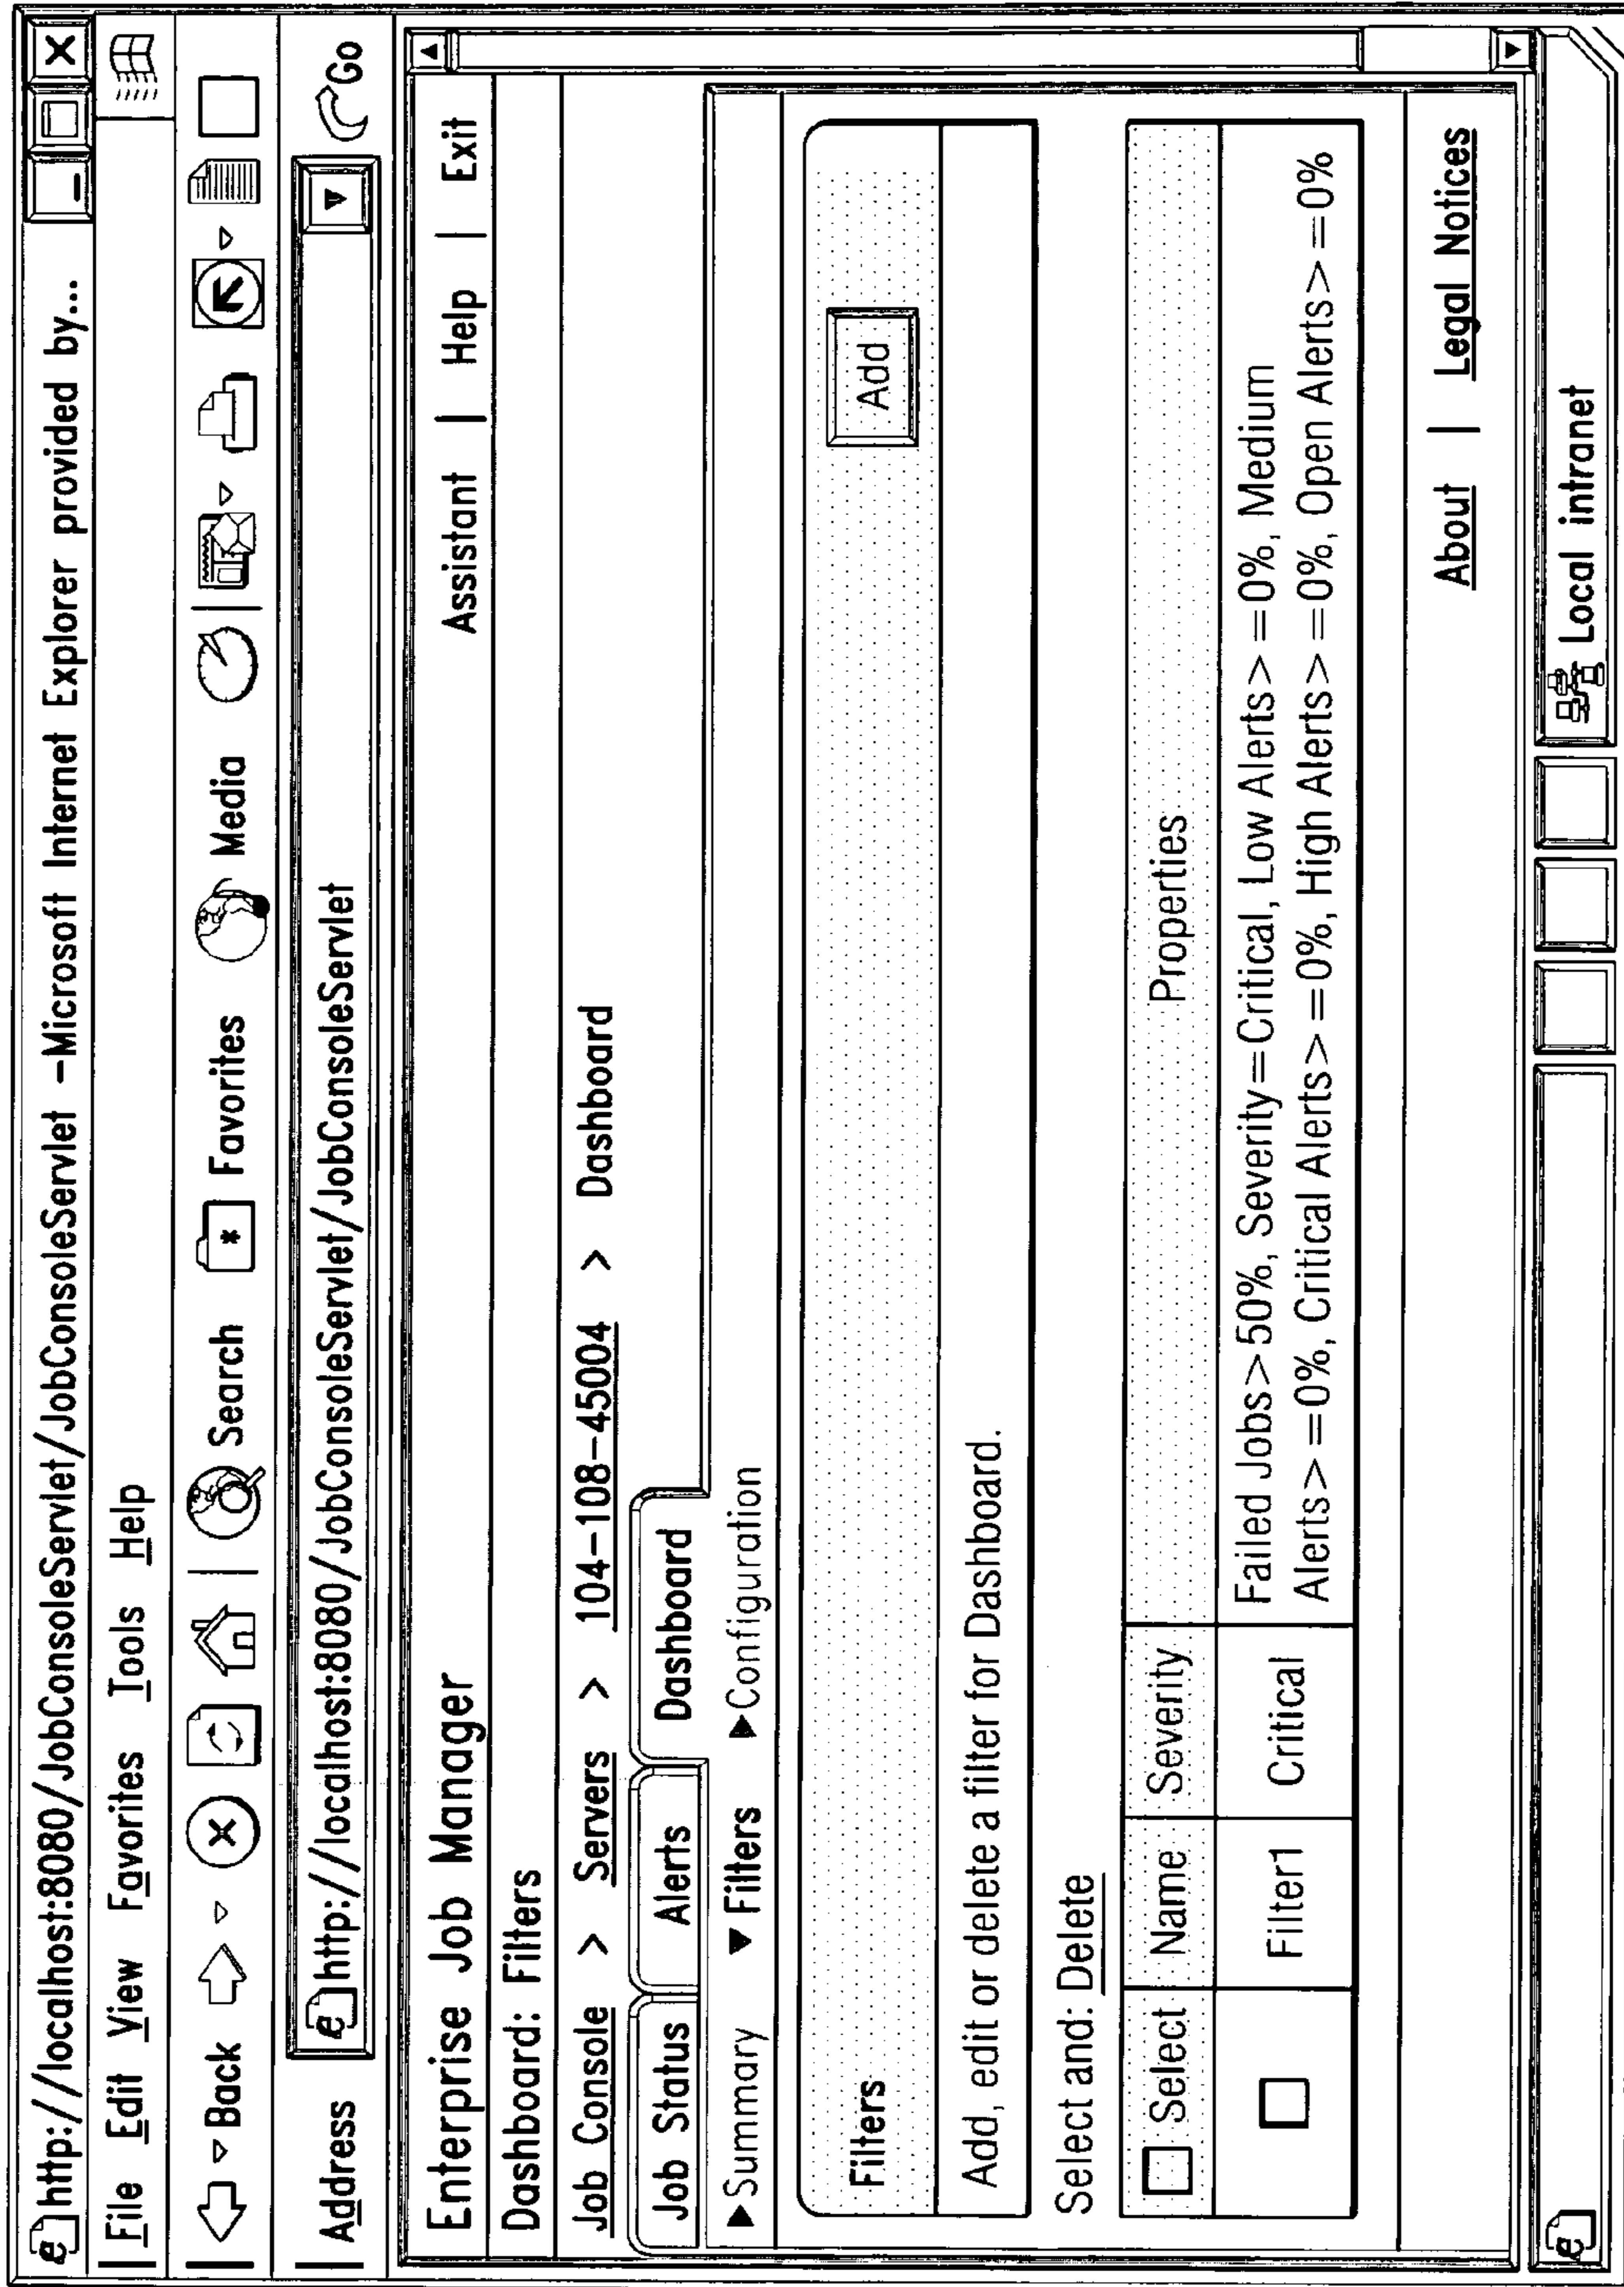 http://localhost:8080/JobConsoleServlet/JobConsoleServlet –Microsoft Internet Explorer provided by...
File Edit View Favorites Tools Help
Back Search Favorites Media
Address http://localhost:8080/JobConsoleServlet/JobConsoleServlet Go
Enterprise Job Manager Assistant | Help | Exit
Dashboard: Filters
Job Console > Servers > 104–108–45004 > Dashboard
Job Status Alerts Dashboard
▶Summary ▼Filters ▶Configuration
Filters Add
Add, edit or delete a filter for Dashboard.
Select and: Delete
Select Name Severity Properties
Filter1 Critical Failed Jobs>50%, Severity=Critical, Low Alerts>=0%, Medium
Alerts>=0%, Critical Alerts>=0%, High Alerts>=0%, Open Alerts>=0%
About | Legal Notices
Local intranet